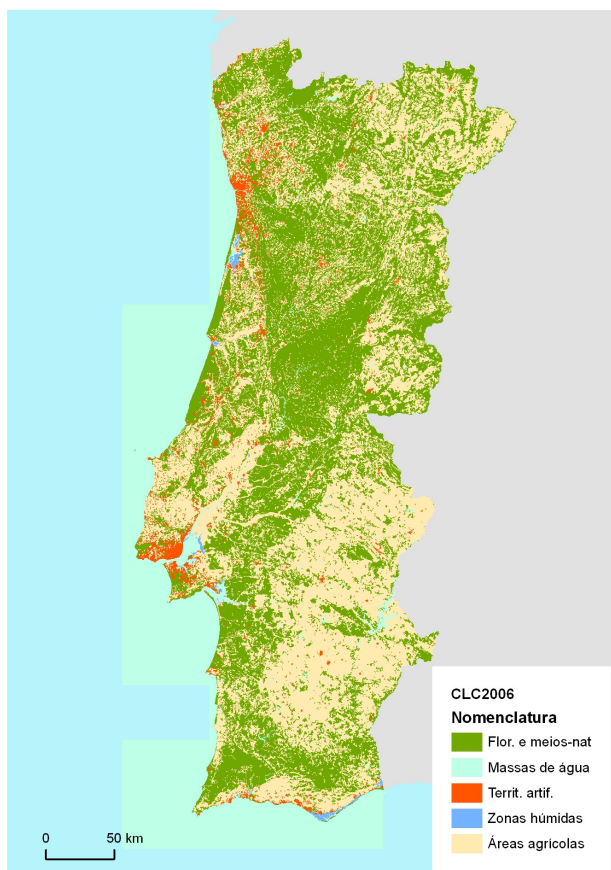 CLC2006
Nomenclatura
Flor. e meios-nat
Massas de água
Territ. artif.
Zonas húmidas
Áreas agrícolas
0 50 km